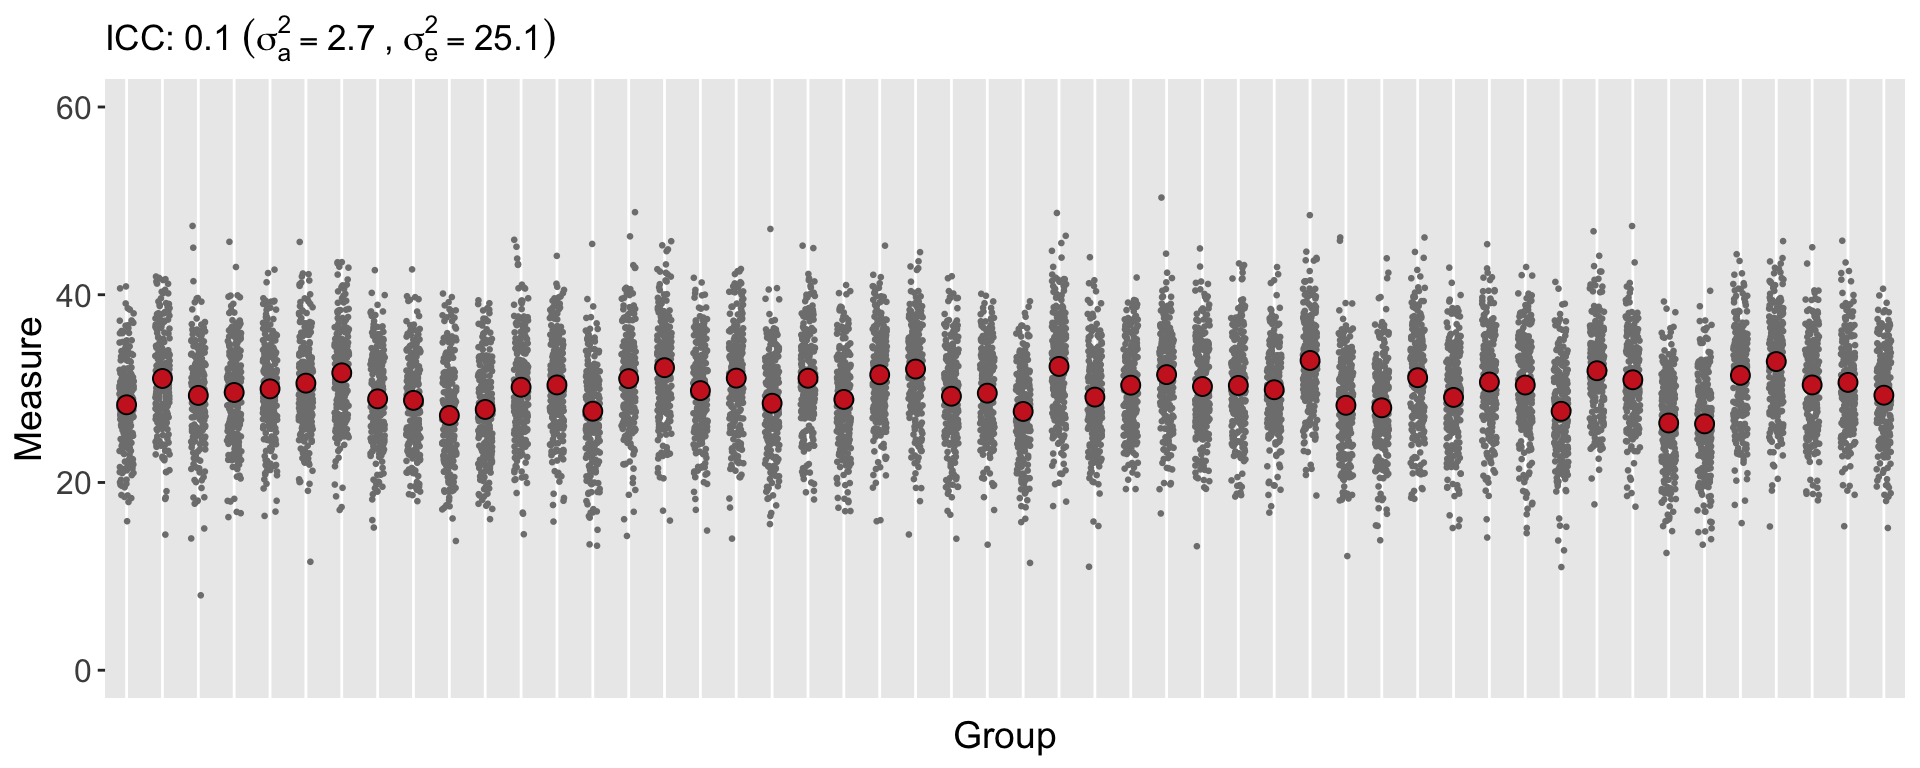 ICC: 0.1 (σ²ₐ = 2.7 , σ²ₑ = 25.1)
60
40
20
0
Measure
Group